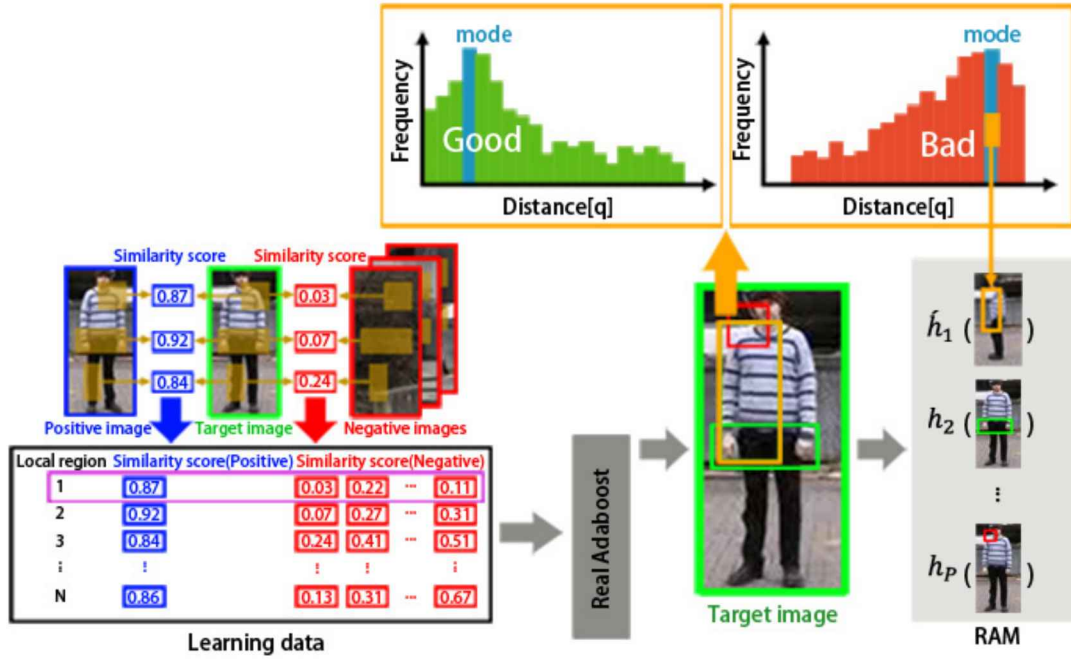 mode
Frequency
Good
Distance[q]
mode
Frequency
Bad
Distance[q]
Similarity score Similarity score
0.87 0.03
0.92 0.07
0.84 0.24
Positive image Target image Negative images
Local region Similarity score(Positive) Similarity score(Negative)
1 0.87 0.03 0.22 ... 0.11
2 0.92 0.07 0.27 ... 0.31
3 0.84 0.24 0.41 ... 0.51
⋮ ⋮ ⋮ ⋮ ⋮
N 0.86 0.13 0.31 ... 0.67
Learning data
Real Adaboost
Target image
h́₁ ( )
h₂ ( )
⋮
h_P ( )
RAM